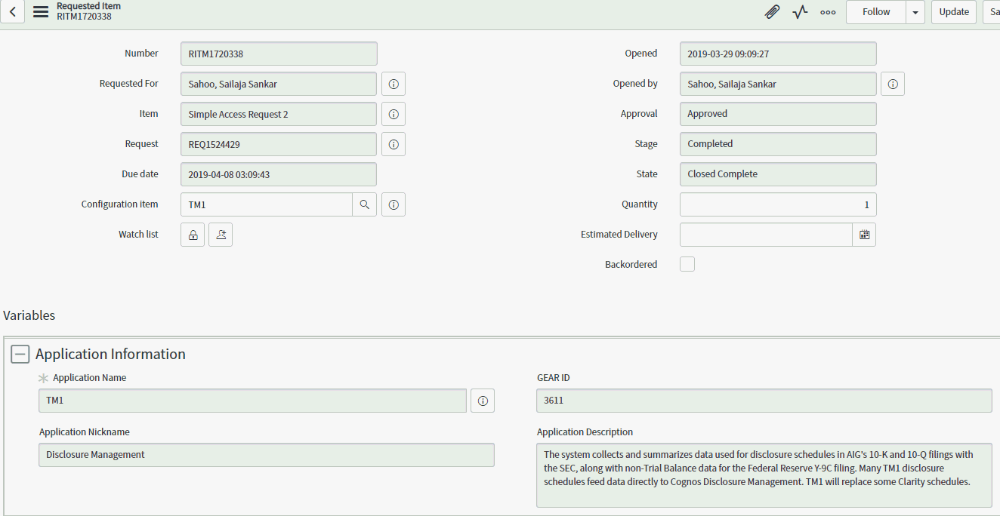 Requested Item
RITM1720338
Follow
Update
Sa
Number
RITM1720338
Opened
2019-03-29 09:09:27
Requested For
Sahoo, Sailaja Sankar
Opened by
Sahoo, Sailaja Sankar
Item
Simple Access Request 2
Approval
Approved
Request
REQ1524429
Stage
Completed
Due date
2019-04-08 03:09:43
State
Closed Complete
Configuration item
TM1
Quantity
1
Watch list
Estimated Delivery
Backordered
Variables
Application Information
Application Name
TM1
GEAR ID
3611
Application Nickname
Disclosure Management
Application Description
The system collects and summarizes data used for disclosure schedules in AIG's 10-K and 10-Q filings with
the SEC, along with non-Trial Balance data for the Federal Reserve Y-9C filing. Many TM1 disclosure
schedules feed data directly to Cognos Disclosure Management. TM1 will replace some Clarity schedules.